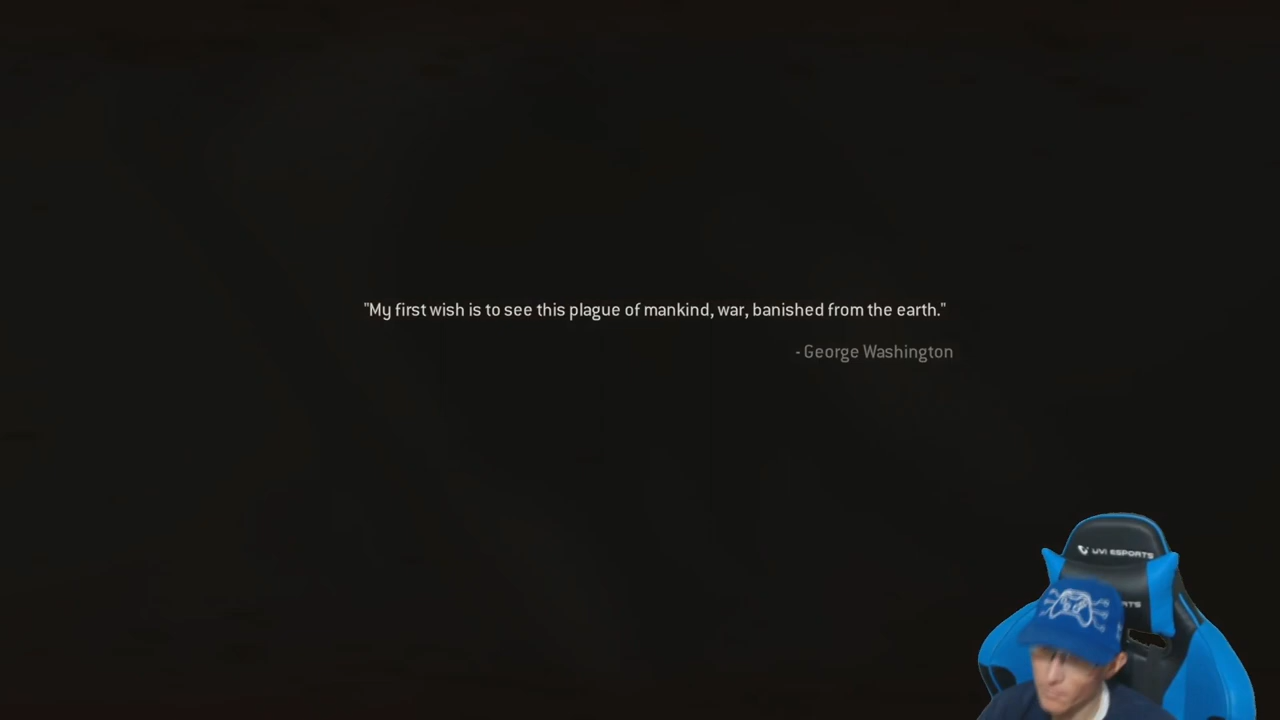 "My first wish is to see this plague of mankind, war, banished from the earth."
- George Washington
UVI ESPORTS
RTS